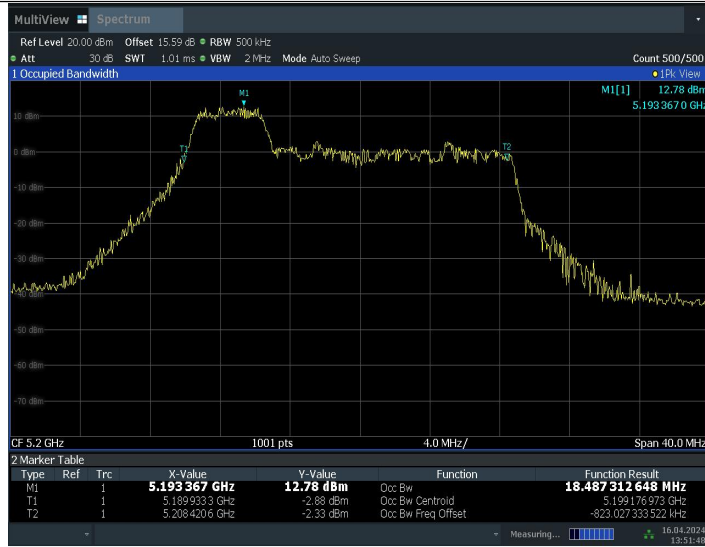 MultiView Spectrum
Ref Level 20.00 dBm Offset 15.59 dB RBW 500 kHz
Att 30 dB SWT 1.01 ms VBW 2 MHz Mode Auto Sweep Count 500/500
1 Occupied Bandwidth 1Pk View
M1[1] 12.78 dBm
5.193 367 0 GHz
M1
10 dBm
T1
T2
0 dBm
-10 dBm
-20 dBm
-30 dBm
-40 dBm
-50 dBm
-60 dBm
-70 dBm
CF 5.2 GHz 1001 pts 4.0 MHz/ Span 40.0 MHz
2 Marker Table
Type Ref Trc X-Value Y-Value Function Function Result
M1 1 5.193367 GHz 12.78 dBm Occ Bw 18.487 312 648 MHz
T1 1 5.189 933 3 GHz -2.88 dBm Occ Bw Centroid 5.199 176 973 GHz
T2 1 5.208 420 6 GHz -2.33 dBm Occ Bw Freq Offset -823.027 333 522 kHz
Measuring... 16.04.2024
13:51:48